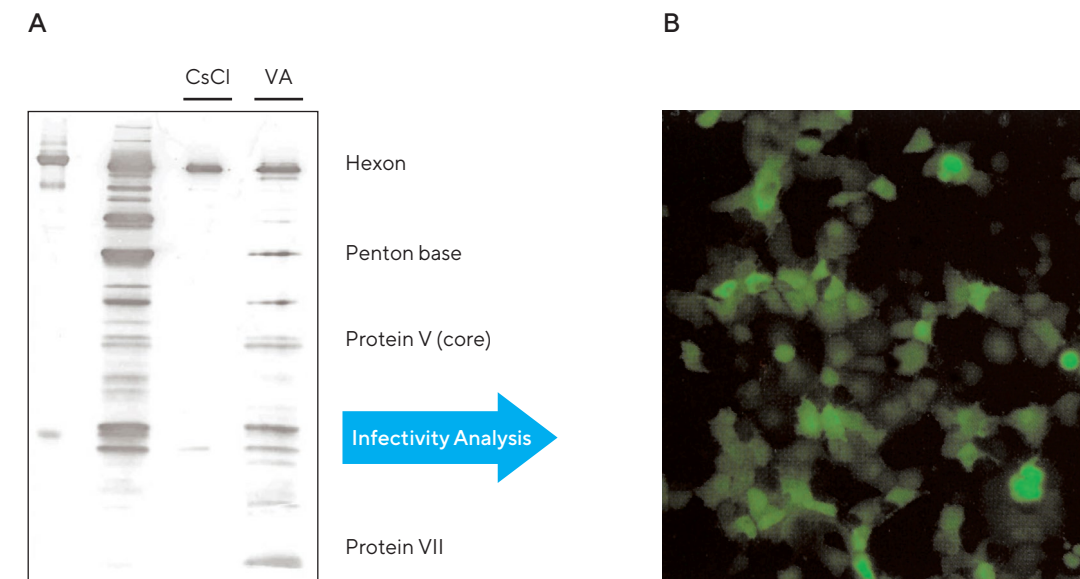 A
B
CsCl
VA
Hexon
Penton base
Protein V (core)
Infectivity Analysis
Protein VII